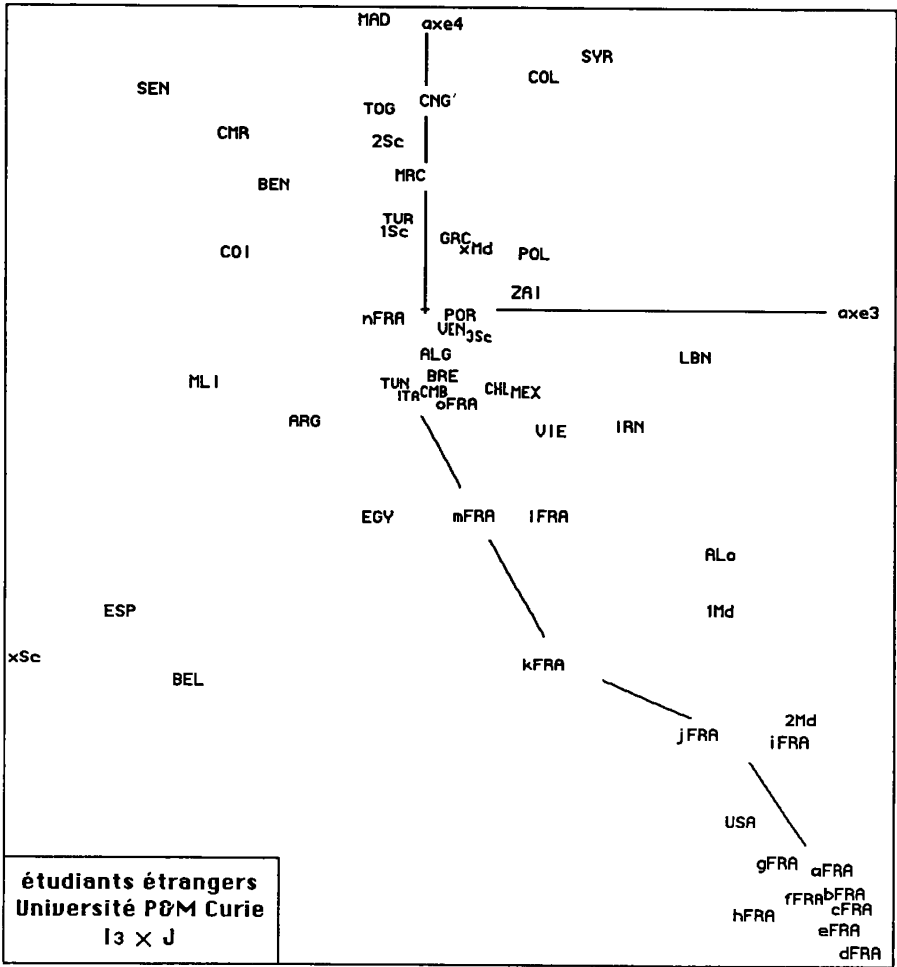 MAD axe4
SYR
COL
SEN
CNG'
TOG
CMR
2Sc
MRC
BEN
TUR
1Sc
GRC
xMd
COI
POL
ZAI
nFRA
POR
axe3
VEN
3Sc
ALG
LBN
BRE
MLI
TUN
CMB
CHL
MEX
ITA
oFRA
ARG
VIE
IRN
EGY
mFRA
lFRA
ALo
ESP
1Md
xSc
kFRA
BEL
2Md
jFRA
iFRA
USA
gFRA
aFRA
fFRA
bFRA
cFRA
hFRA
eFRA
dFRA
étudiants étrangers
Université P&M Curie
I3 × J